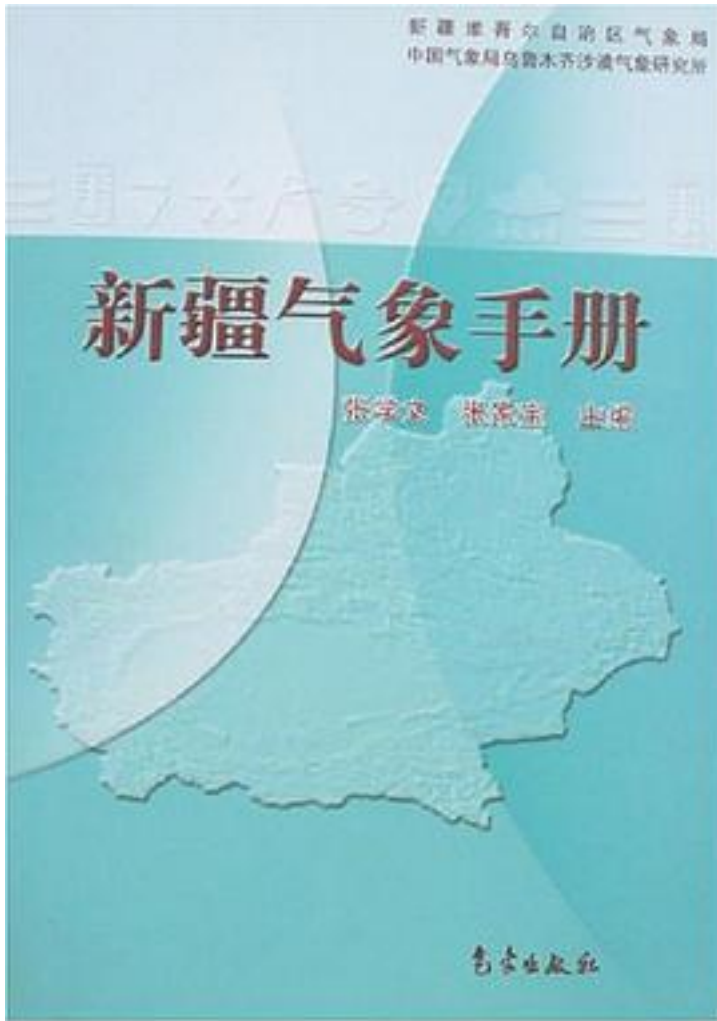 新疆维吾尔自治区气象局
中国气象局乌鲁木齐沙漠气象研究所
新疆气象手册
张学文 张家宝 主编
气象出版社